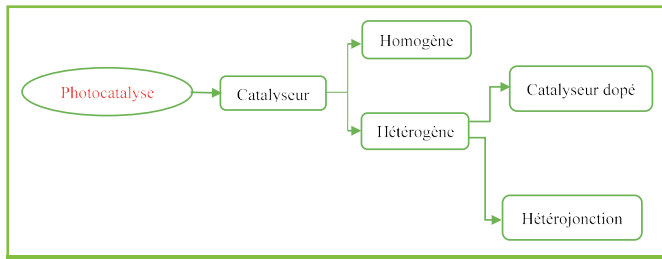 Homogène
Photocatalyse
Catalyseur
Catalyseur dopé
Hétérogène
Hétérojonction